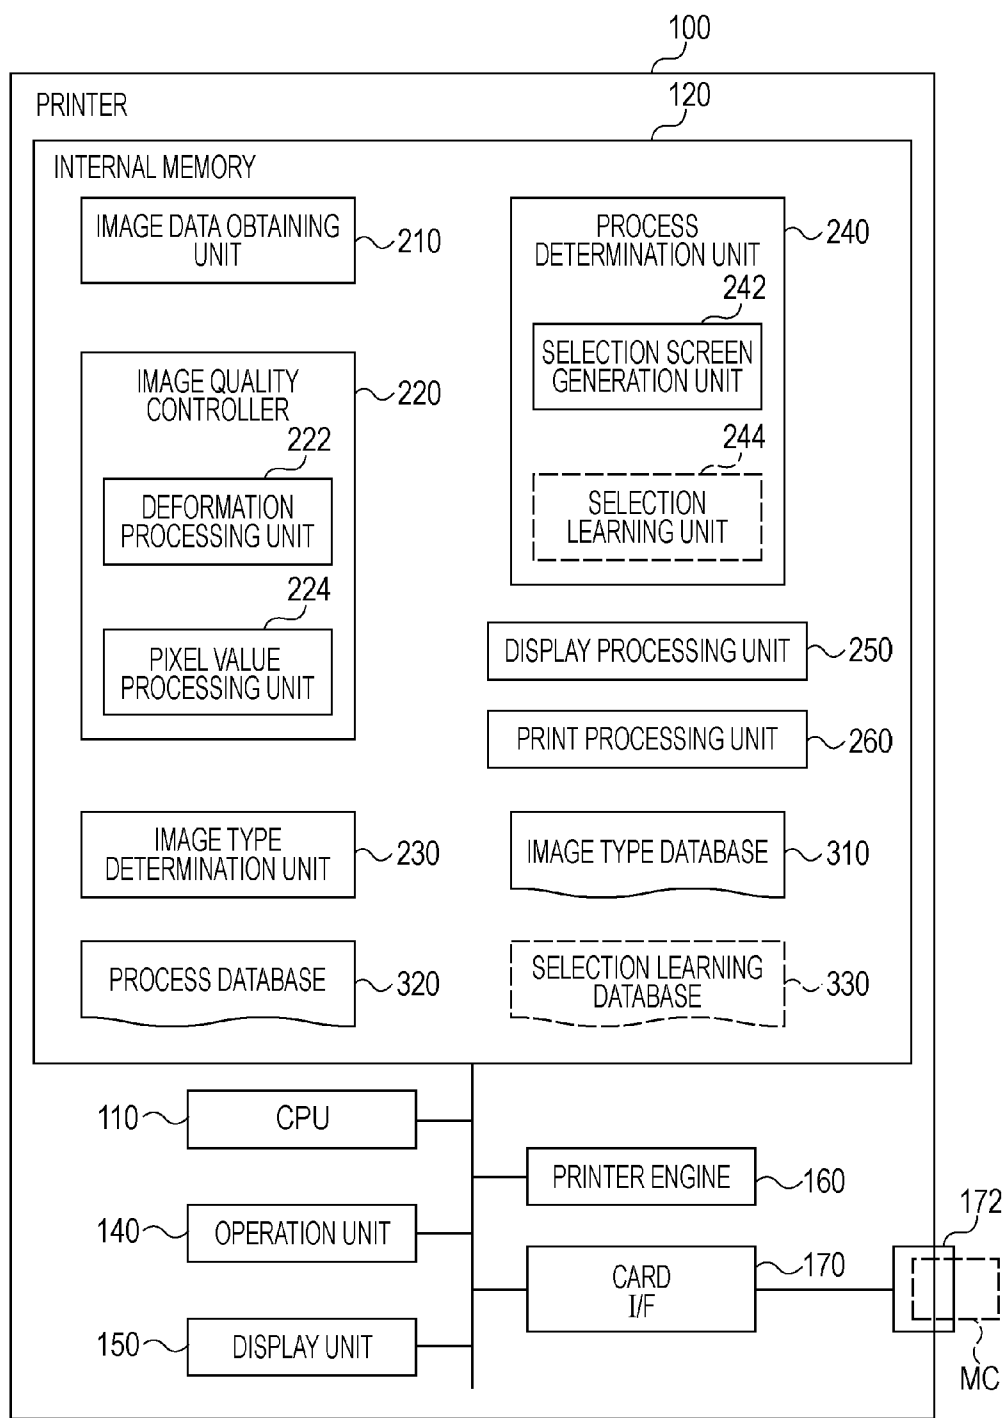 100
PRINTER
120
INTERNAL MEMORY
IMAGE DATA OBTAINING
UNIT
210
PROCESS
DETERMINATION UNIT
240
242
SELECTION SCREEN
GENERATION UNIT
244
SELECTION
LEARNING UNIT
IMAGE QUALITY
CONTROLLER
220
222
DEFORMATION
PROCESSING UNIT
224
PIXEL VALUE
PROCESSING UNIT
DISPLAY PROCESSING UNIT
250
PRINT PROCESSING UNIT
260
IMAGE TYPE
DETERMINATION UNIT
230
IMAGE TYPE DATABASE
310
PROCESS DATABASE
320
SELECTION LEARNING
DATABASE
330
110
CPU
PRINTER ENGINE
160
140
OPERATION UNIT
CARD
I/F
170
172
150
DISPLAY UNIT
MC